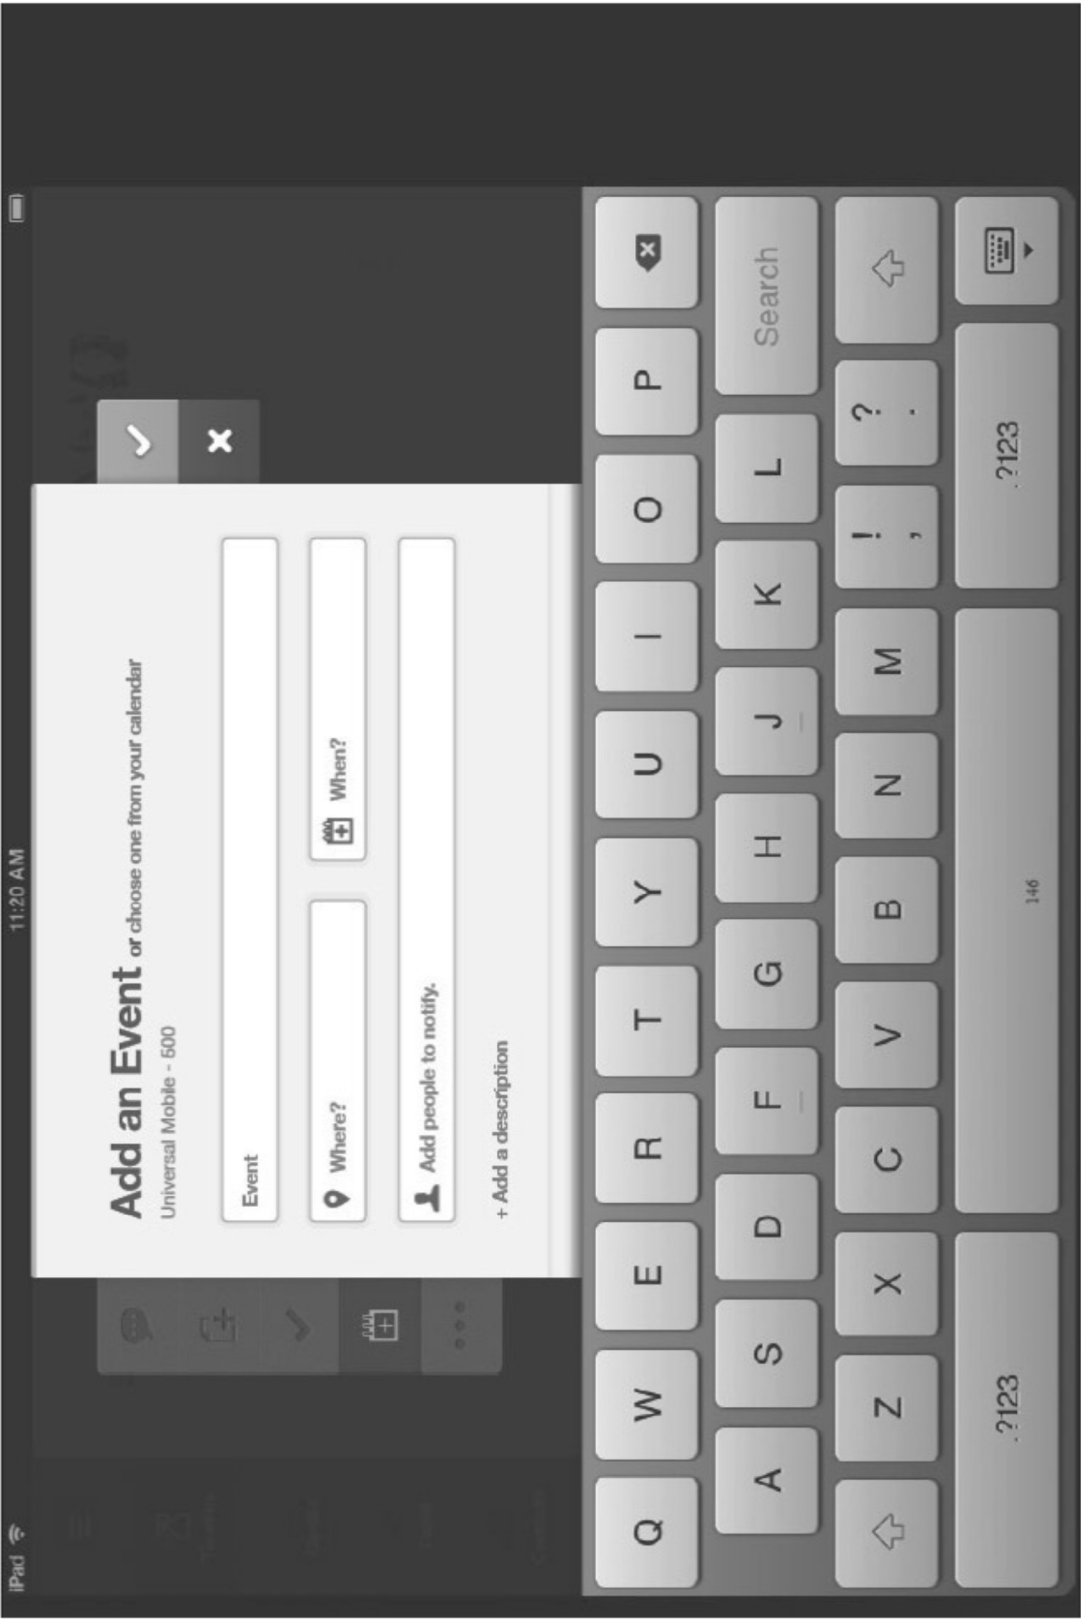 iPad 11:20 AM
Add an Event or choose one from your calendar
Universal Mobile - 500
Event
Where? When?
Add people to notify.
+ Add a description
Q W E R T Y U I O P
A S D F G H J K L Search
Z X C V B N M ! , ? .
.?123 146 .?123